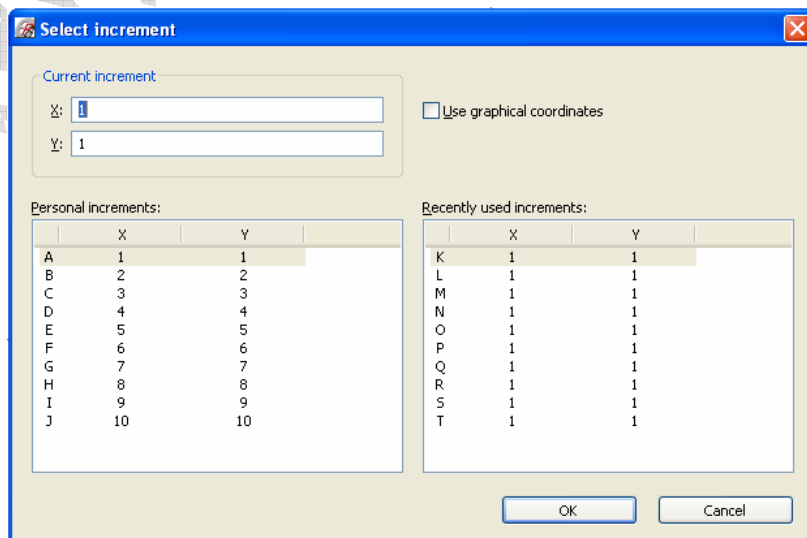 Select increment
Current increment
X: 1
Use graphical coordinates
Y: 1
Personal increments:
X Y
A 1 1
B 2 2
C 3 3
D 4 4
E 5 5
F 6 6
G 7 7
H 8 8
I 9 9
J 10 10
Recently used increments:
X Y
K 1 1
L 1 1
M 1 1
N 1 1
O 1 1
P 1 1
Q 1 1
R 1 1
S 1 1
T 1 1
OK Cancel